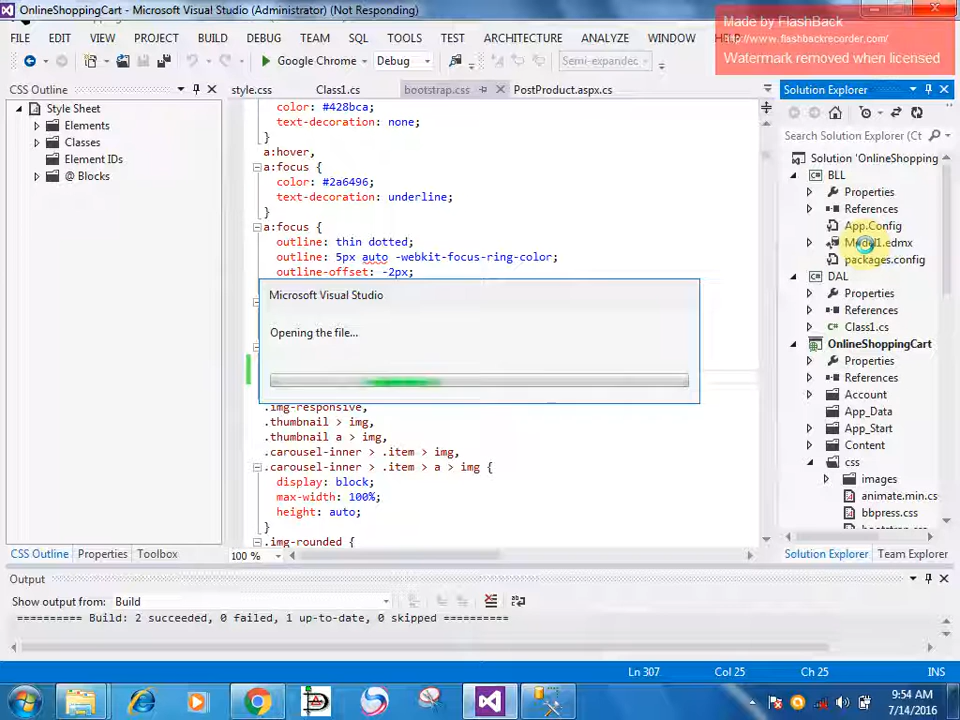 OnlineShoppingCart - Microsoft Visual Studio (Administrator) (Not Responding)
Made by FlashBack
http://www.flashbackrecorder.com/
Watermark removed when licensed
FILE EDIT VIEW PROJECT BUILD DEBUG TEAM SQL TOOLS TEST ARCHITECTURE ANALYZE WINDOW HELP
Google Chrome Debug Semi-expander
CSS Outline
style.css Class1.cs bootstrap.css PostProduct.aspx.cs
Solution Explorer
Style Sheet
Elements
Classes
Element IDs
@ Blocks
color: #428bca;
text-decoration: none;
}
a:hover,
a:focus {
color: #2a6496;
text-decoration: underline;
}
a:focus {
outline: thin dotted;
outline: 5px auto -webkit-focus-ring-color;
outline-offset: -2px;
Microsoft Visual Studio
Opening the file...
.img-responsive,
.thumbnail > img,
.thumbnail a > img,
.carousel-inner > .item > img,
.carousel-inner > .item > a > img {
display: block;
max-width: 100%;
height: auto;
}
.img-rounded {
100 %
Search Solution Explorer (Ct
Solution 'OnlineShopping
BLL
Properties
References
App.Config
Model1.edmx
packages.config
DAL
Properties
References
Class1.cs
OnlineShoppingCart
Properties
References
Account
App_Data
App_Start
Content
css
images
animate.min.cs
bbpress.css
CSS Outline Properties Toolbox
Solution Explorer Team Explorer
Output
Show output from: Build
========== Build: 2 succeeded, 0 failed, 1 up-to-date, 0 skipped ==========
Ln 307 Col 25 Ch 25 INS
9:54 AM
7/14/2016